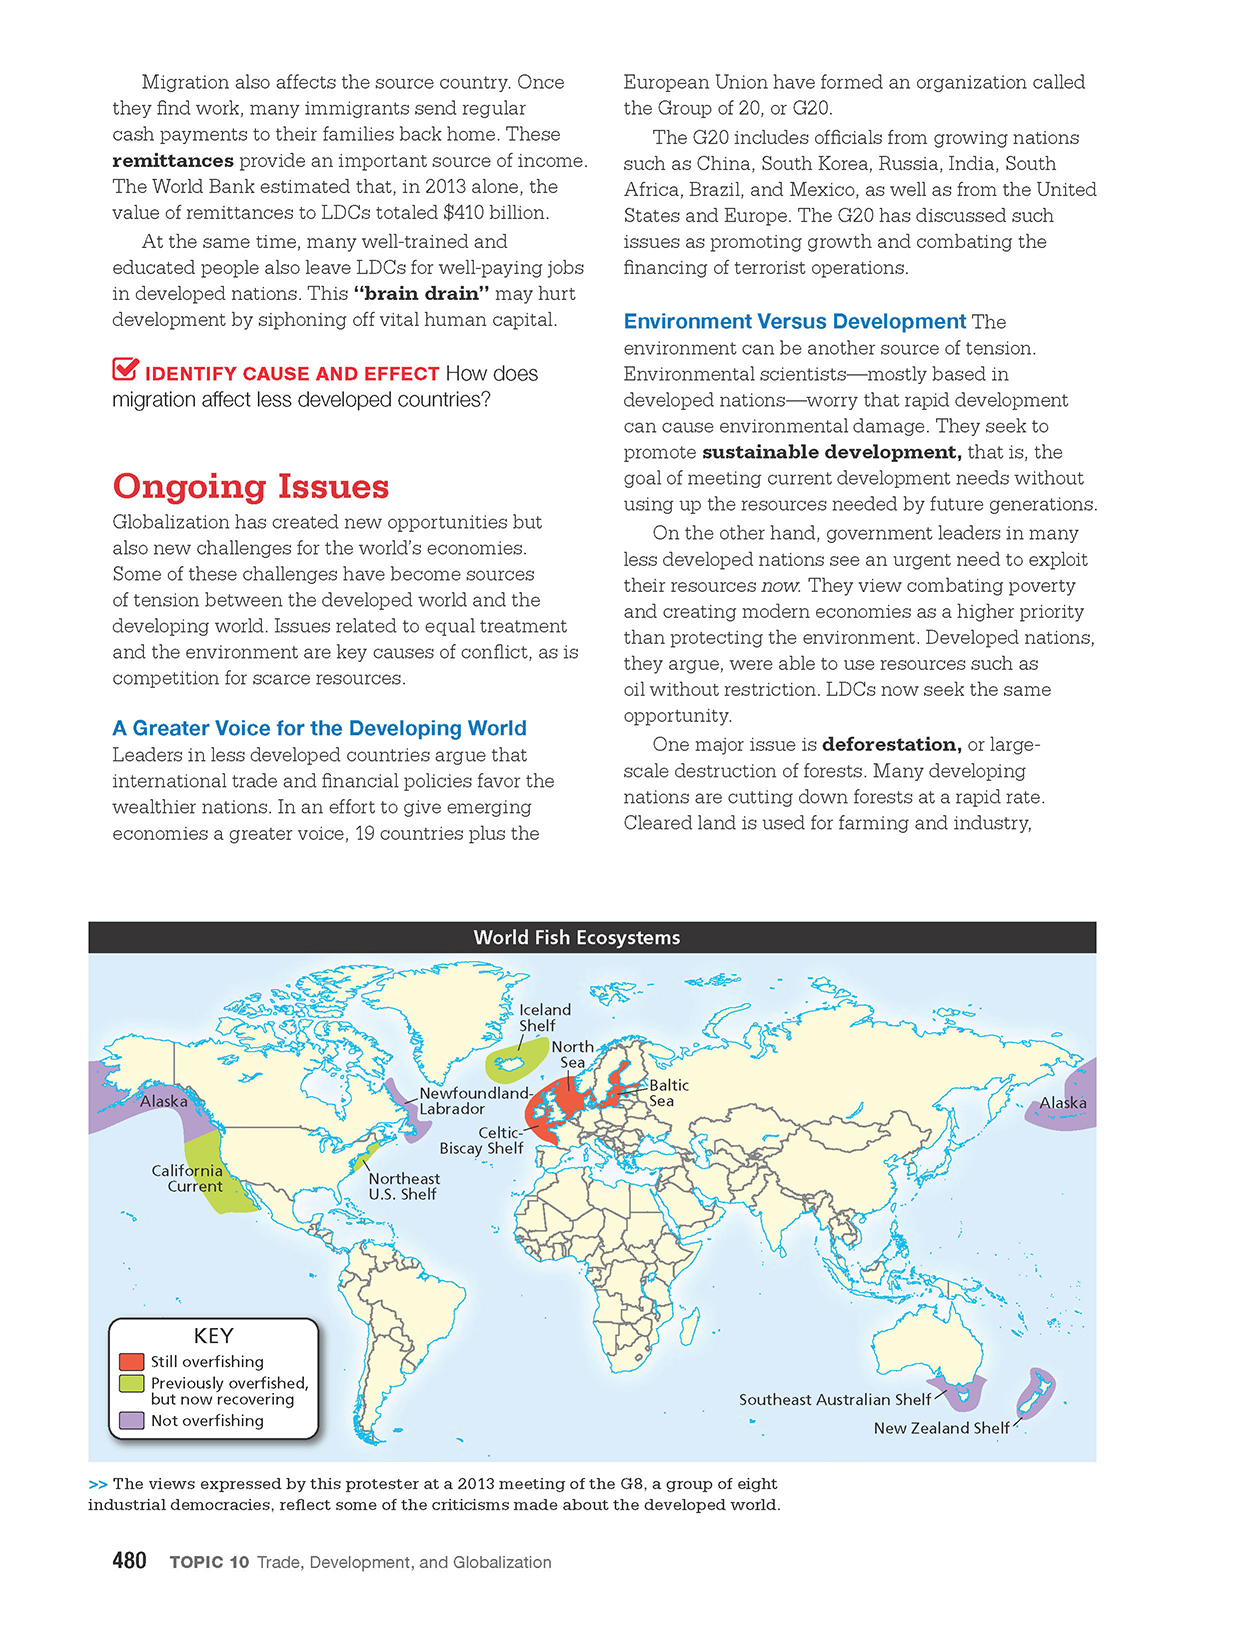 Migration also affects the source country. Once
they find work, many immigrants send regular
cash payments to their families back home. These
remittances provide an important source of income.
The World Bank estimated that, in 2013 alone, the
value of remittances to LDCs totaled $410 billion.
At the same time, many well-trained and
educated people also leave LDCs for well-paying jobs
in developed nations. This “brain drain” may hurt
development by siphoning off vital human capital.
IDENTIFY CAUSE AND EFFECT How does
migration affect less developed countries?
Ongoing Issues
Globalization has created new opportunities but
also new challenges for the world’s economies.
Some of these challenges have become sources
of tension between the developed world and the
developing world. Issues related to equal treatment
and the environment are key causes of conflict, as is
competition for scarce resources.
A Greater Voice for the Developing World
Leaders in less developed countries argue that
international trade and financial policies favor the
wealthier nations. In an effort to give emerging
economies a greater voice, 19 countries plus the
European Union have formed an organization called
the Group of 20, or G20.
The G20 includes officials from growing nations
such as China, South Korea, Russia, India, South
Africa, Brazil, and Mexico, as well as from the United
States and Europe. The G20 has discussed such
issues as promoting growth and combating the
financing of terrorist operations.
Environment Versus Development The
environment can be another source of tension.
Environmental scientists—mostly based in
developed nations—worry that rapid development
can cause environmental damage. They seek to
promote sustainable development, that is, the
goal of meeting current development needs without
using up the resources needed by future generations.
On the other hand, government leaders in many
less developed nations see an urgent need to exploit
their resources now. They view combating poverty
and creating modern economies as a higher priority
than protecting the environment. Developed nations,
they argue, were able to use resources such as
oil without restriction. LDCs now seek the same
opportunity.
One major issue is deforestation, or large-
scale destruction of forests. Many developing
nations are cutting down forests at a rapid rate.
Cleared land is used for farming and industry,
World Fish Ecosystems
Iceland
Shelf
North
Sea
Baltic
Sea
Newfoundland-
Labrador
Celtic-
Biscay Shelf
Alaska
Alaska
California
Current
Northeast
U.S. Shelf
Southeast Australian Shelf
New Zealand Shelf
KEY
Still overfishing
Previously overfished,
but now recovering
Not overfishing
>> The views expressed by this protester at a 2013 meeting of the G8, a group of eight
industrial democracies, reflect some of the criticisms made about the developed world.
480 TOPIC 10 Trade, Development, and Globalization